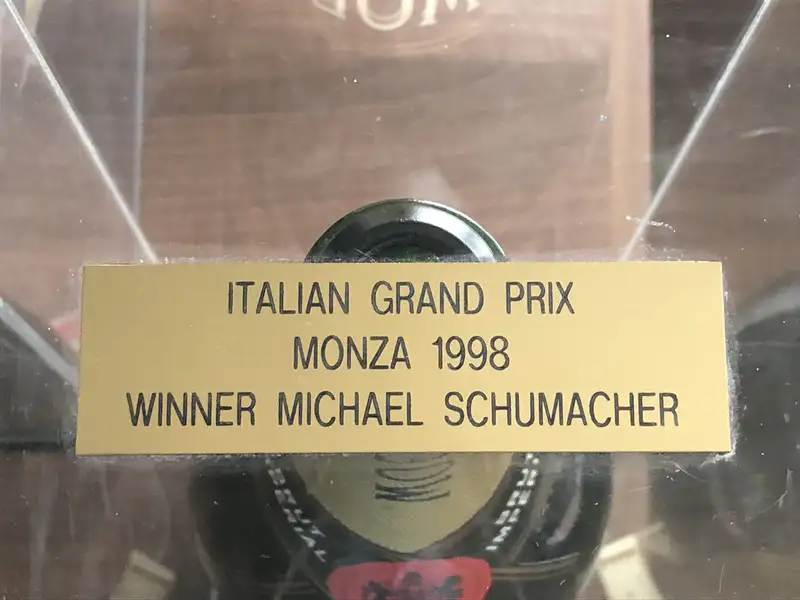 ITALIAN GRAND PRIX
MONZA 1998
WINNER MICHAEL SCHUMACHER